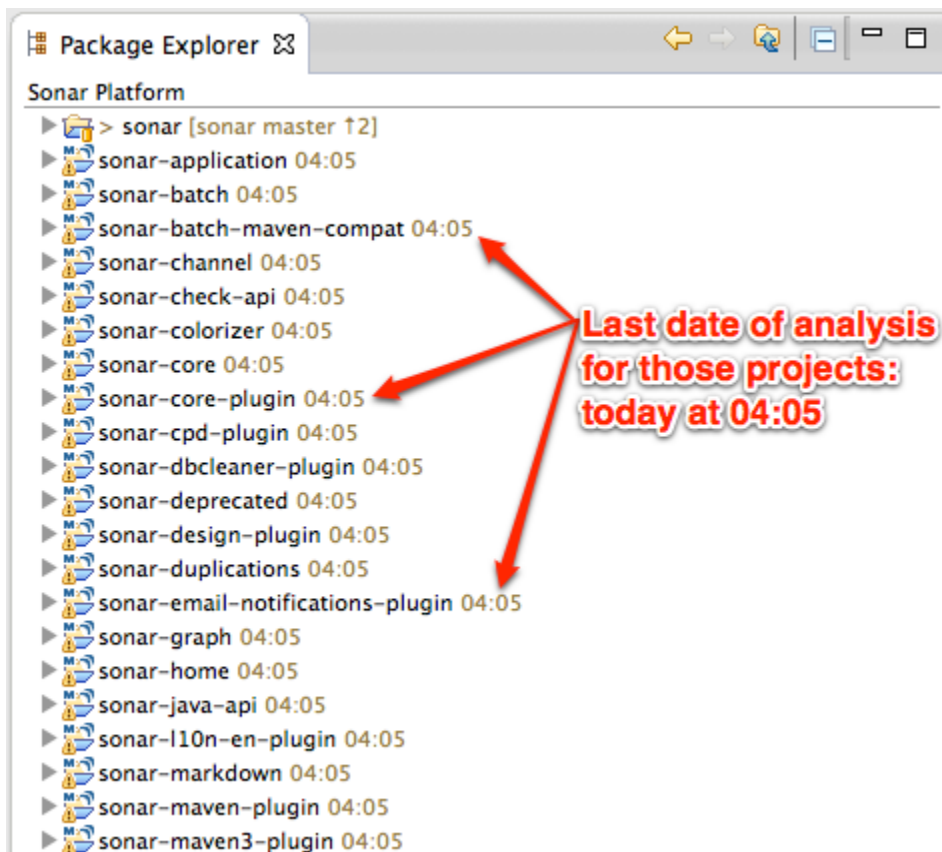 Package Explorer
Sonar Platform
> sonar [sonar master ↑2]
sonar-application 04:05
sonar-batch 04:05
sonar-batch-maven-compat 04:05
sonar-channel 04:05
sonar-check-api 04:05
sonar-colorizer 04:05
sonar-core 04:05
sonar-core-plugin 04:05
sonar-cpd-plugin 04:05
sonar-dbcleaner-plugin 04:05
sonar-deprecated 04:05
sonar-design-plugin 04:05
sonar-duplications 04:05
sonar-email-notifications-plugin 04:05
sonar-graph 04:05
sonar-home 04:05
sonar-java-api 04:05
sonar-l10n-en-plugin 04:05
sonar-markdown 04:05
sonar-maven-plugin 04:05
sonar-maven3-plugin 04:05
Last date of analysis
for those projects:
today at 04:05